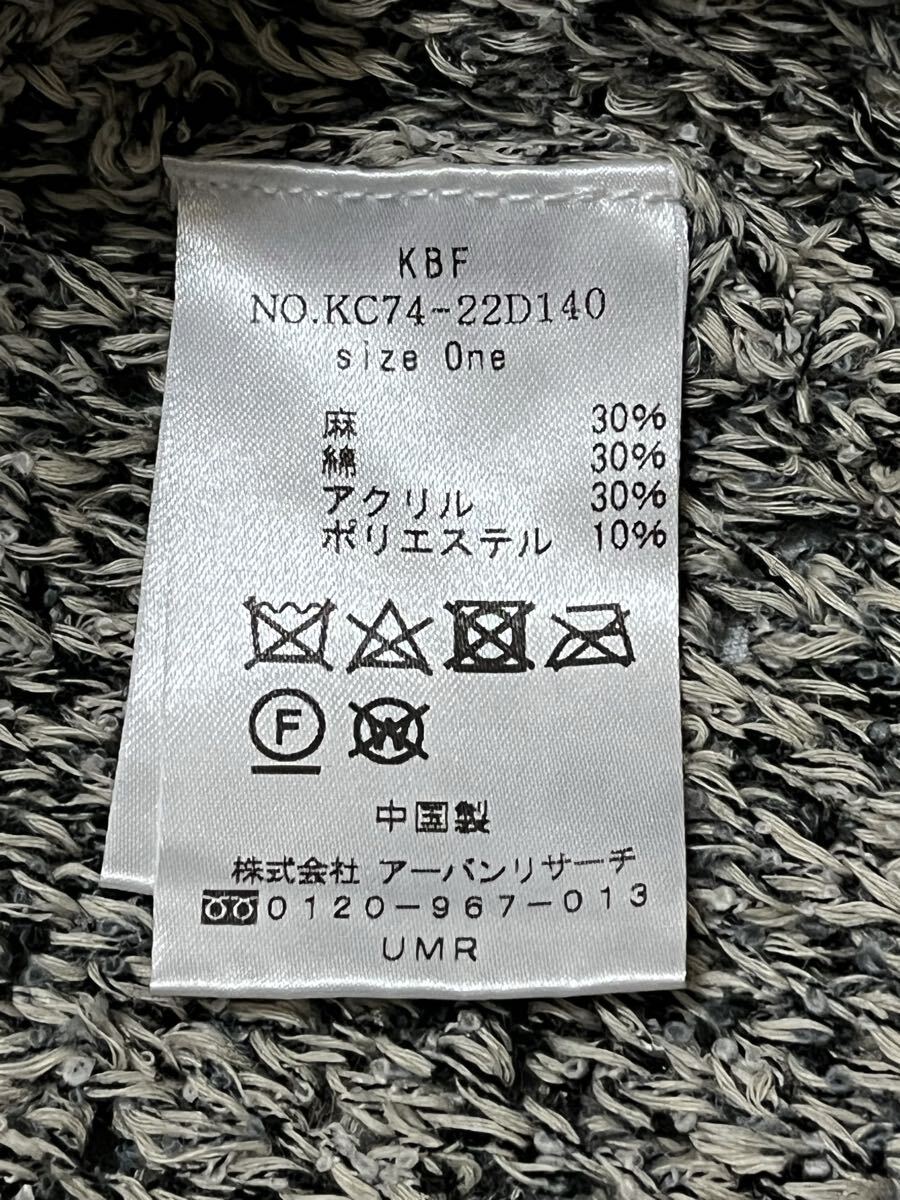 KBF
NO.KC74-22D140
size One
麻 30%
綿 30%
アクリル 30%
ポリエステル 10%
F W
中国製
株式会社 アーバンリサーチ
0120-967-013
UMR